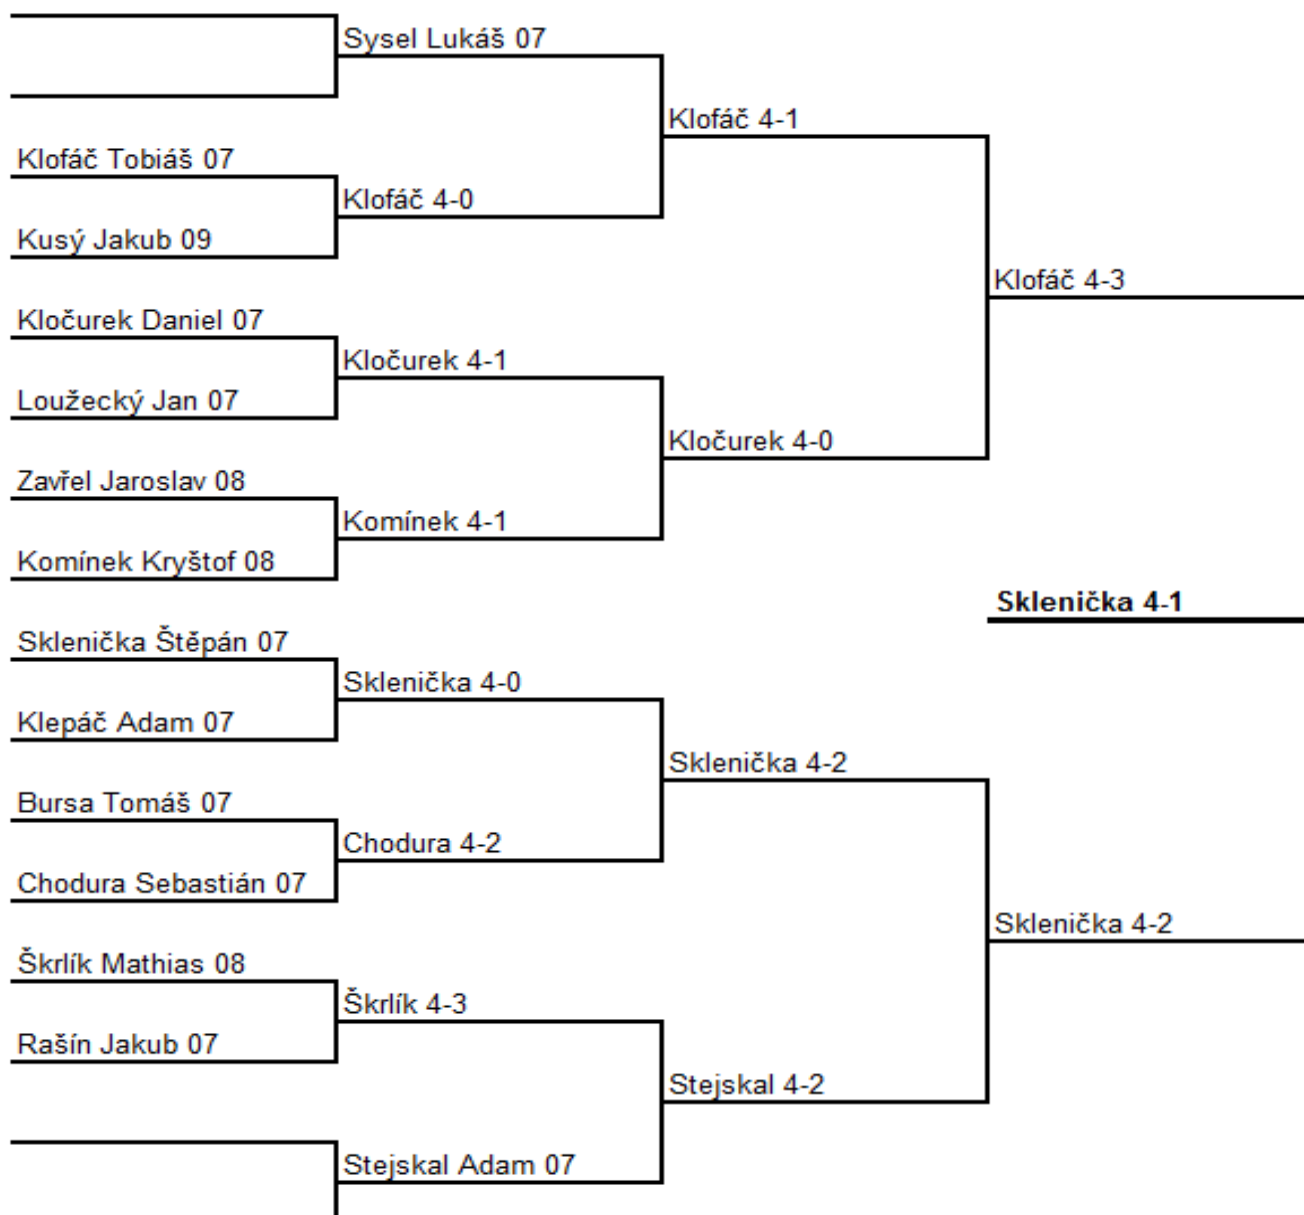 Sysel Lukáš 07
Klofáč 4-1
Klofáč Tobiáš 07
Klofáč 4-0
Kusý Jakub 09
Klofáč 4-3
Kločurek Daniel 07
Kločurek 4-1
Loužecký Jan 07
Kločurek 4-0
Zavřel Jaroslav 08
Komínek 4-1
Komínek Kryštof 08
Sklenička 4-1
Sklenička Štěpán 07
Sklenička 4-0
Klepáč Adam 07
Sklenička 4-2
Bursa Tomáš 07
Chodura 4-2
Chodura Sebastián 07
Sklenička 4-2
Škrlík Mathias 08
Škrlík 4-3
Rašín Jakub 07
Stejskal 4-2
Stejskal Adam 07